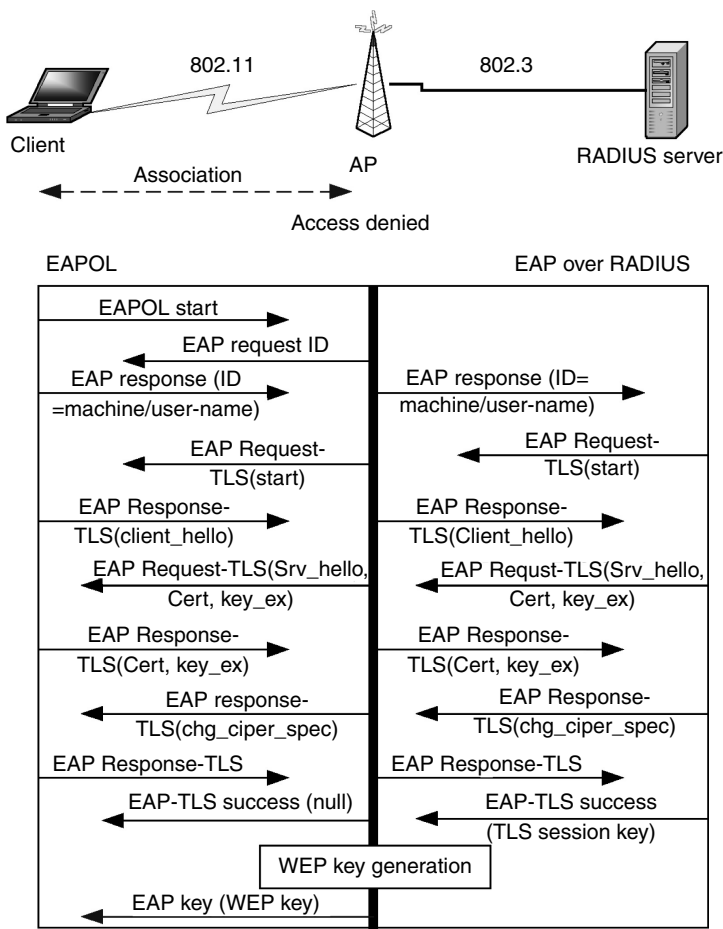 802.11
802.3
Client
AP
RADIUS server
Association
Access denied
EAPOL
EAP over RADIUS
EAPOL start
EAP request ID
EAP response (ID
=machine/user-name)
EAP response (ID=
machine/user-name)
EAP Request-
TLS(start)
EAP Request-
TLS(start)
EAP Response-
TLS(client_hello)
EAP Response-
TLS(Client_hello)
EAP Request-TLS(Srv_hello,
Cert, key_ex)
EAP Requst-TLS(Srv_hello,
Cert, key_ex)
EAP Response-
TLS(Cert, key_ex)
EAP Response-
TLS(Cert, key_ex)
EAP response-
TLS(chg_ciper_spec)
EAP Response-
TLS(chg_ciper_spec)
EAP Response-TLS
EAP Response-TLS
EAP-TLS success (null)
EAP-TLS success
(TLS session key)
WEP key generation
EAP key (WEP key)